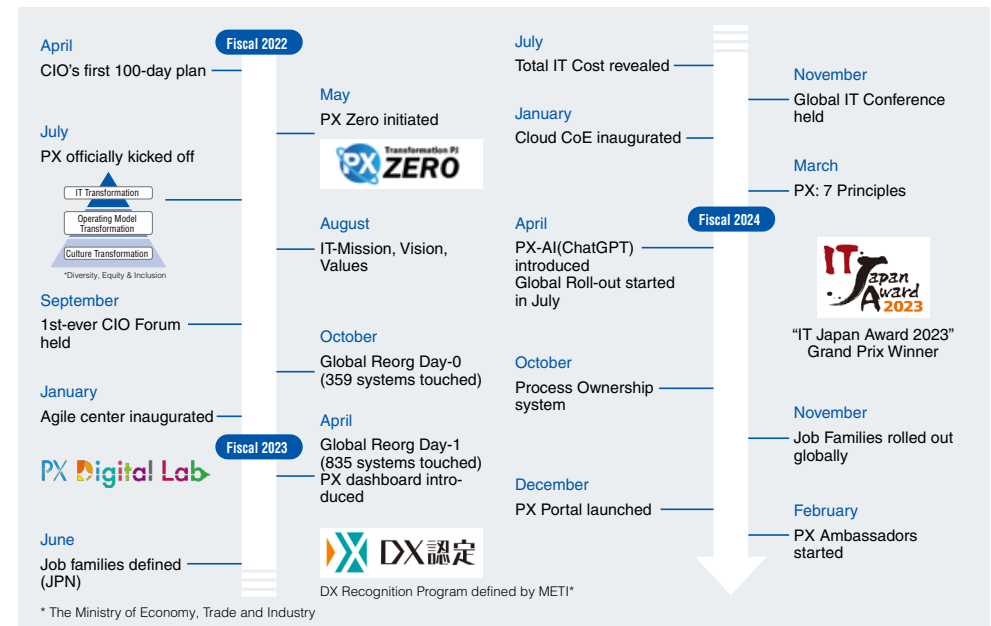 Fiscal 2022
April
CIO's first 100-day plan
May
PX Zero initiated
Transformation PJ
PX ZERO
July
PX officially kicked off
IT Transformation
Operating Model
Transformation
Culture Transformation
*Diversity, Equity & Inclusion
August
IT-Mission, Vision,
Values
September
1st-ever CIO Forum
held
October
Global Reorg Day-0
(359 systems touched)
January
Agile center inaugurated
Fiscal 2023
PX Digital Lab
April
Global Reorg Day-1
(835 systems touched)
PX dashboard intro-
duced
June
Job families defined
(JPN)
DX認定
DX Recognition Program defined by METI*
* The Ministry of Economy, Trade and Industry
July
Total IT Cost revealed
November
Global IT Conference
held
January
Cloud CoE inaugurated
March
PX: 7 Principles
Fiscal 2024
April
PX-AI(ChatGPT)
introduced
Global Roll-out started
in July
IT
Japan
Award
2023
“IT Japan Award 2023”
Grand Prix Winner
October
Process Ownership
system
November
Job Families rolled out
globally
December
PX Portal launched
February
PX Ambassadors
started